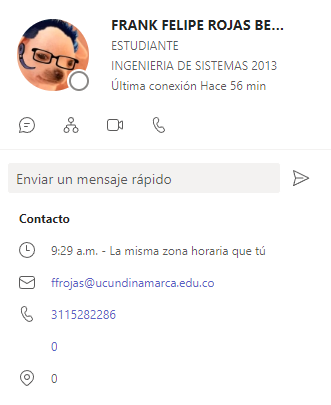 FRANK FELIPE ROJAS BE...
ESTUDIANTE
INGENIERIA DE SISTEMAS 2013
Última conexión Hace 56 min
Enviar un mensaje rápido
Contacto
9:29 a.m. - La misma zona horaria que tú
ffrojas@ucundinamarca.edu.co
3115282286
0
0